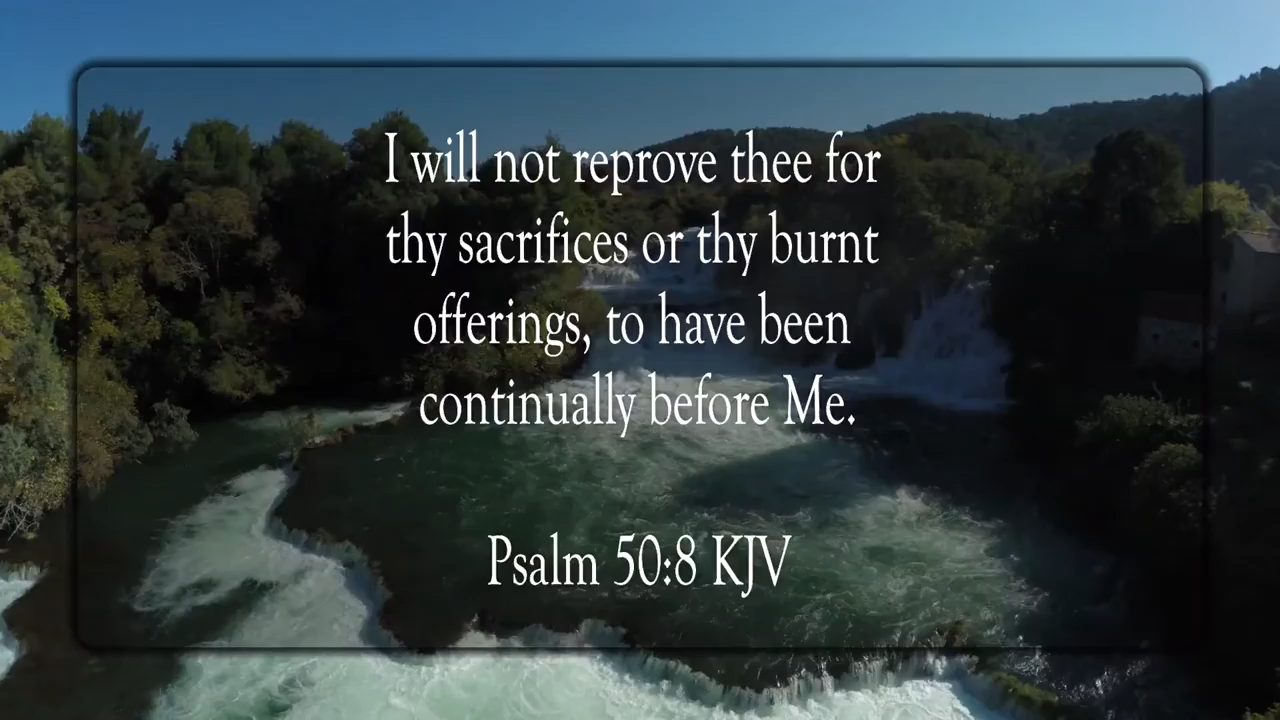 I will not reprove thee for
thy sacrifices or thy burnt
offerings, to have been
continually before Me.
Psalm 50:8 KJV